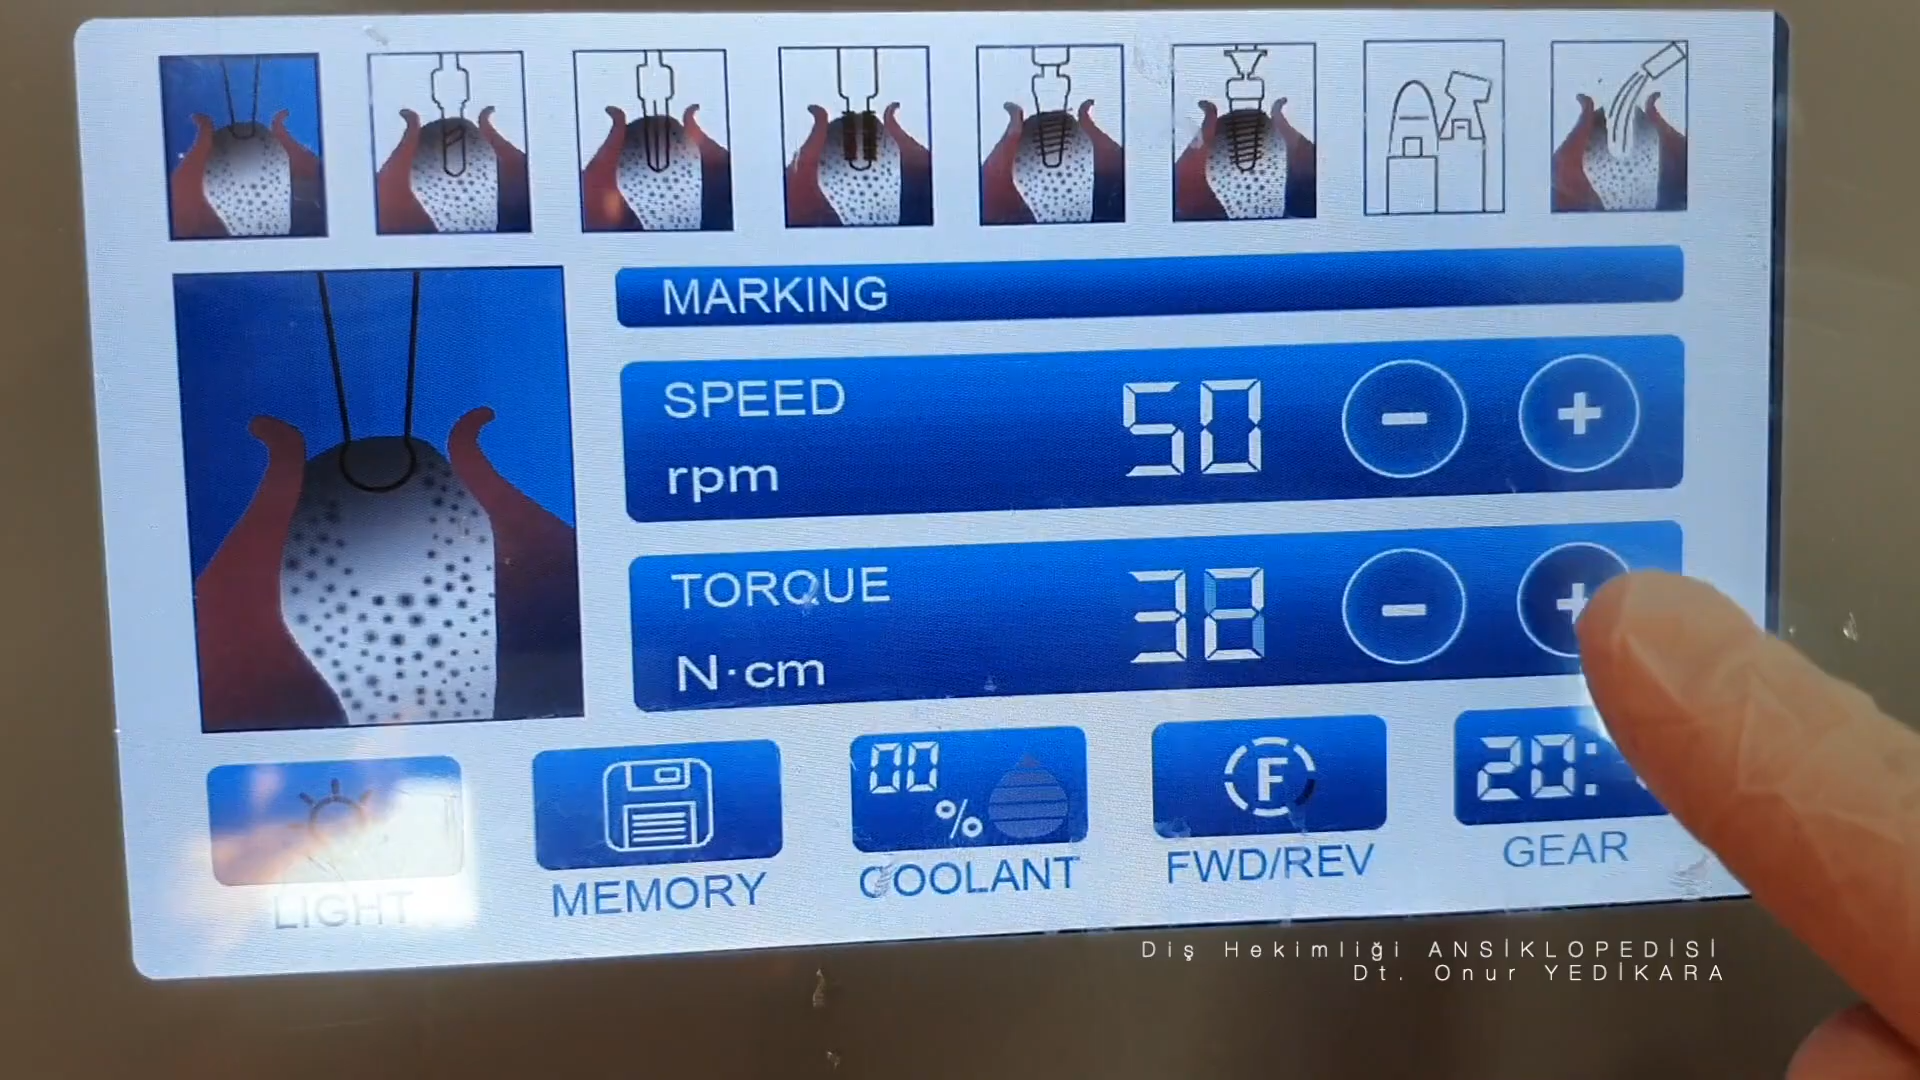 MARKING
SPEED
50
rpm
TORQUE
N·cm
00
%
F
20:
LIGHT
MEMORY
COOLANT
FWD/REV
GEAR
Diş Hekimliği ANSİKLOPEDİSİ
Dt. Onur YEDİKARA